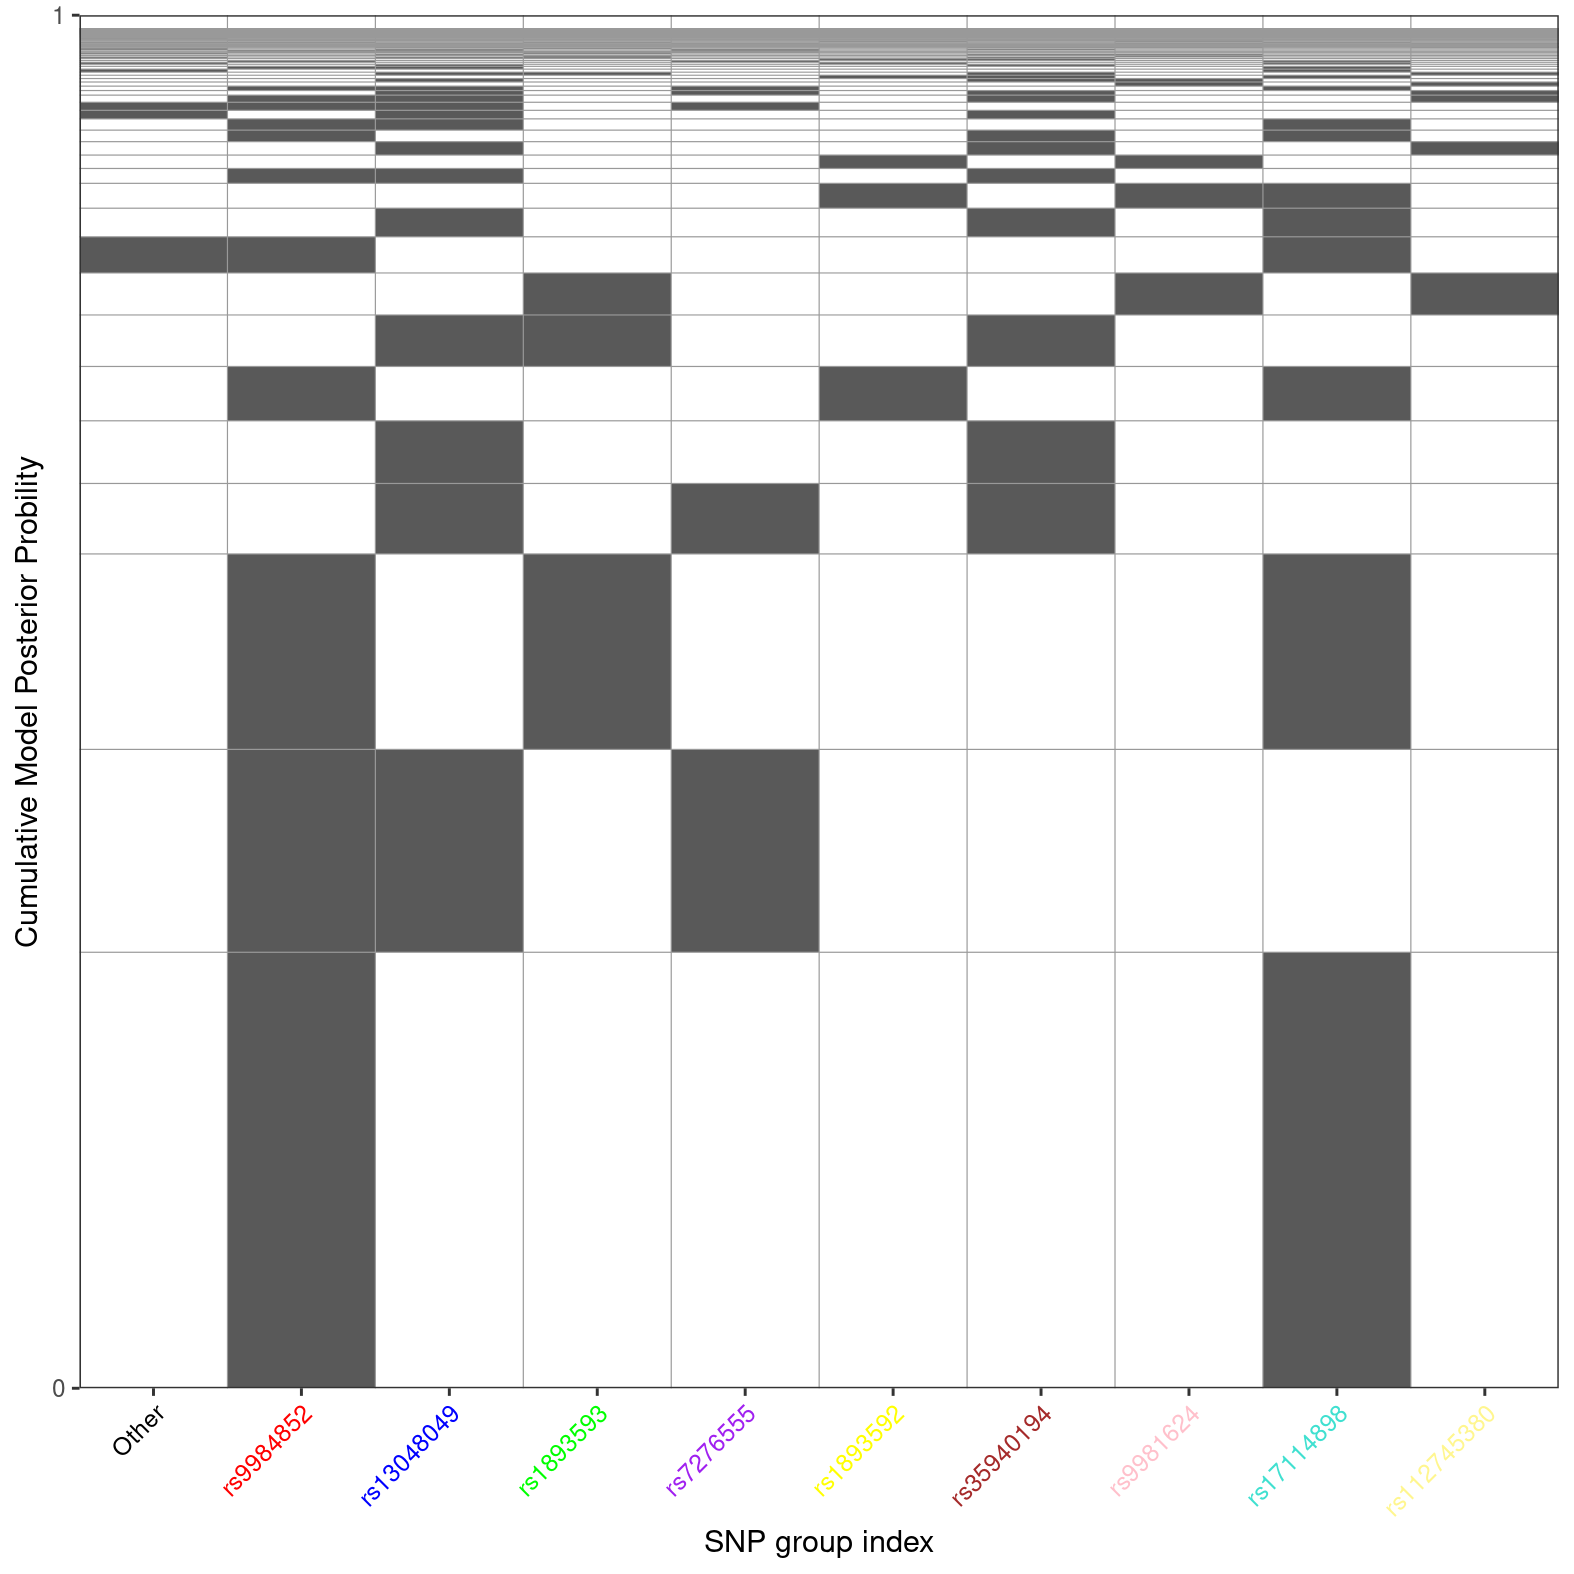 1
Cumulative Model Posterior Probility
0
Other
rs9984852
rs13048049
rs1893593
rs7276555
rs1893592
rs35940194
rs9981624
rs17114898
rs112745380
SNP group index